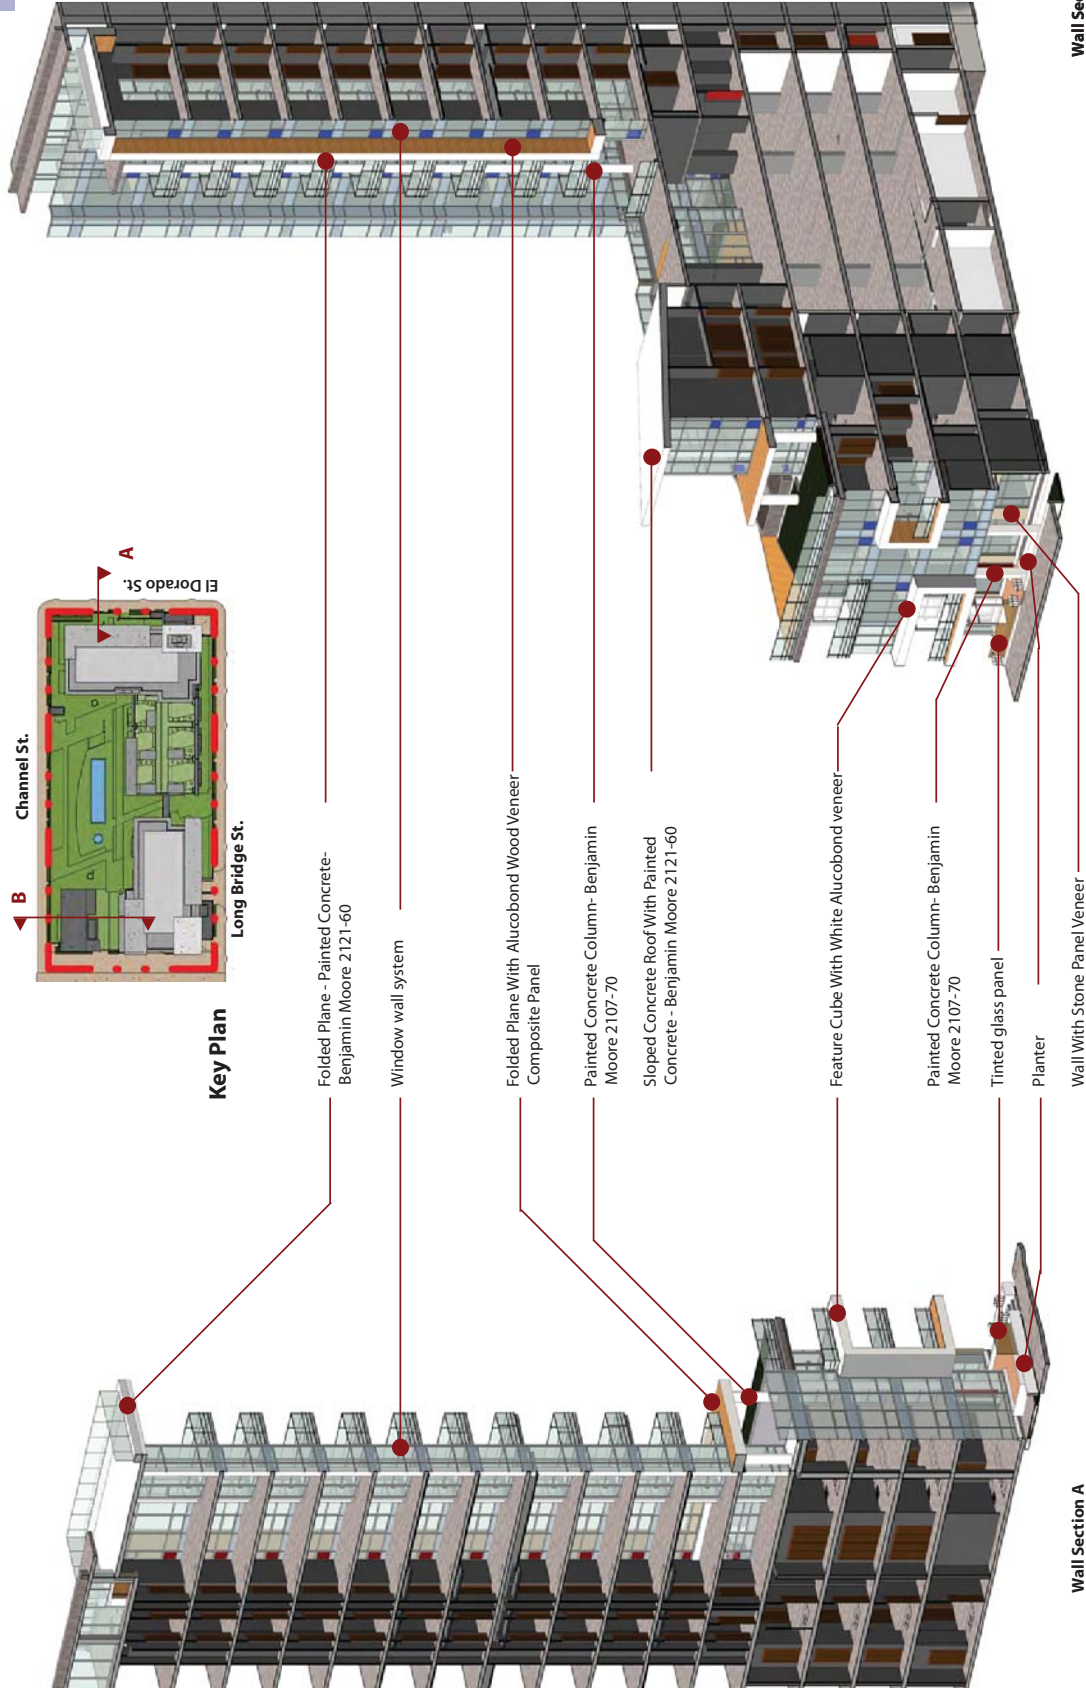 Channel St.
B
A
El Dorado St.
Long Bridge St.
Key Plan
Folded Plane - Painted Concrete-
Benjamin Moore 2121-60
Window wall system
Folded Plane With Alucobond Wood Veneer
Composite Panel
Painted Concrete Column- Benjamin
Moore 2107-70
Sloped Concrete Roof With Painted
Concrete - Benjamin Moore 2121-60
Feature Cube With White Alucobond veneer
Painted Concrete Column- Benjamin
Moore 2107-70
Tinted glass panel
Planter
Wall With Stone Panel Veneer
Wall Section A
Wall Sec